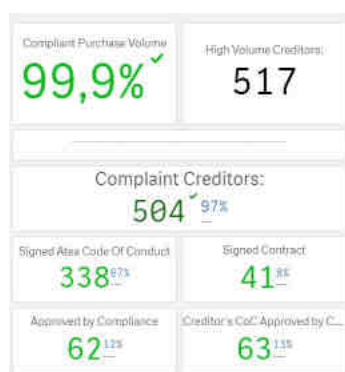 Compliant Purchase Volume
99,9%
High Volume Creditors:
517
Complaint Creditors:
504 97%
Signed Atea Code Of Conduct
338 67%
Signed Contract
41 8%
Approved by Compliance
62 12%
Creditor's CoC Approved by C...
63 13%